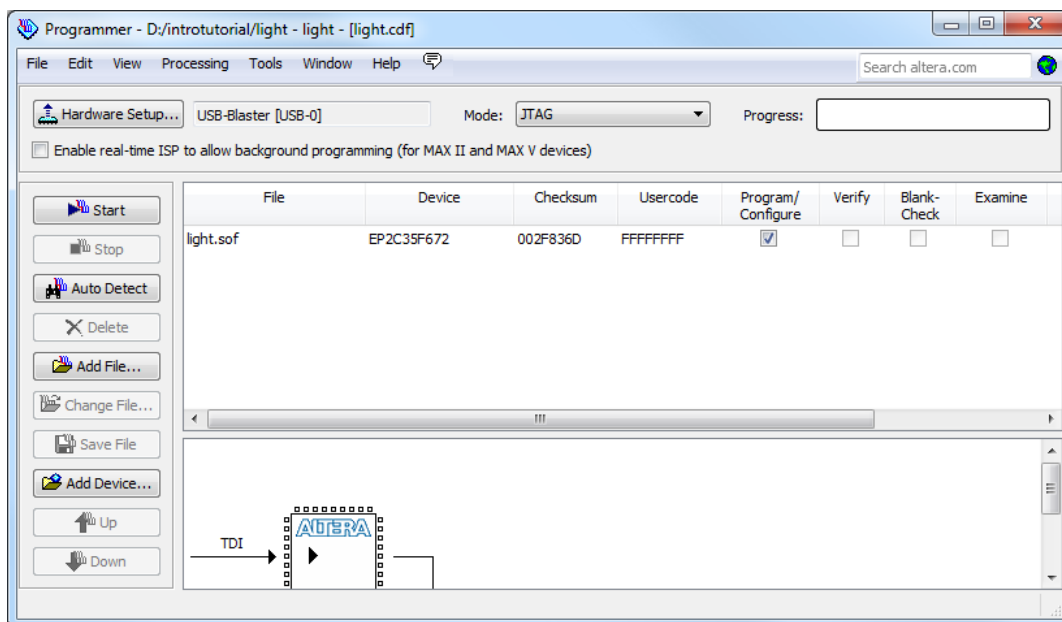 Programmer - D:/introtutorial/light - light - [light.cdf]
File Edit View Processing Tools Window Help
Search altera.com
Hardware Setup... USB-Blaster [USB-0] Mode: JTAG Progress:
Enable real-time ISP to allow background programming (for MAX II and MAX V devices)
Start
Stop
Auto Detect
Delete
Add File...
Change File...
Save File
Add Device...
Up
Down
File Device Checksum Usercode Program/ Verify Blank- Examine
Configure Check
light.sof EP2C35F672 002F836D FFFFFFFF
ALTERA
TDI